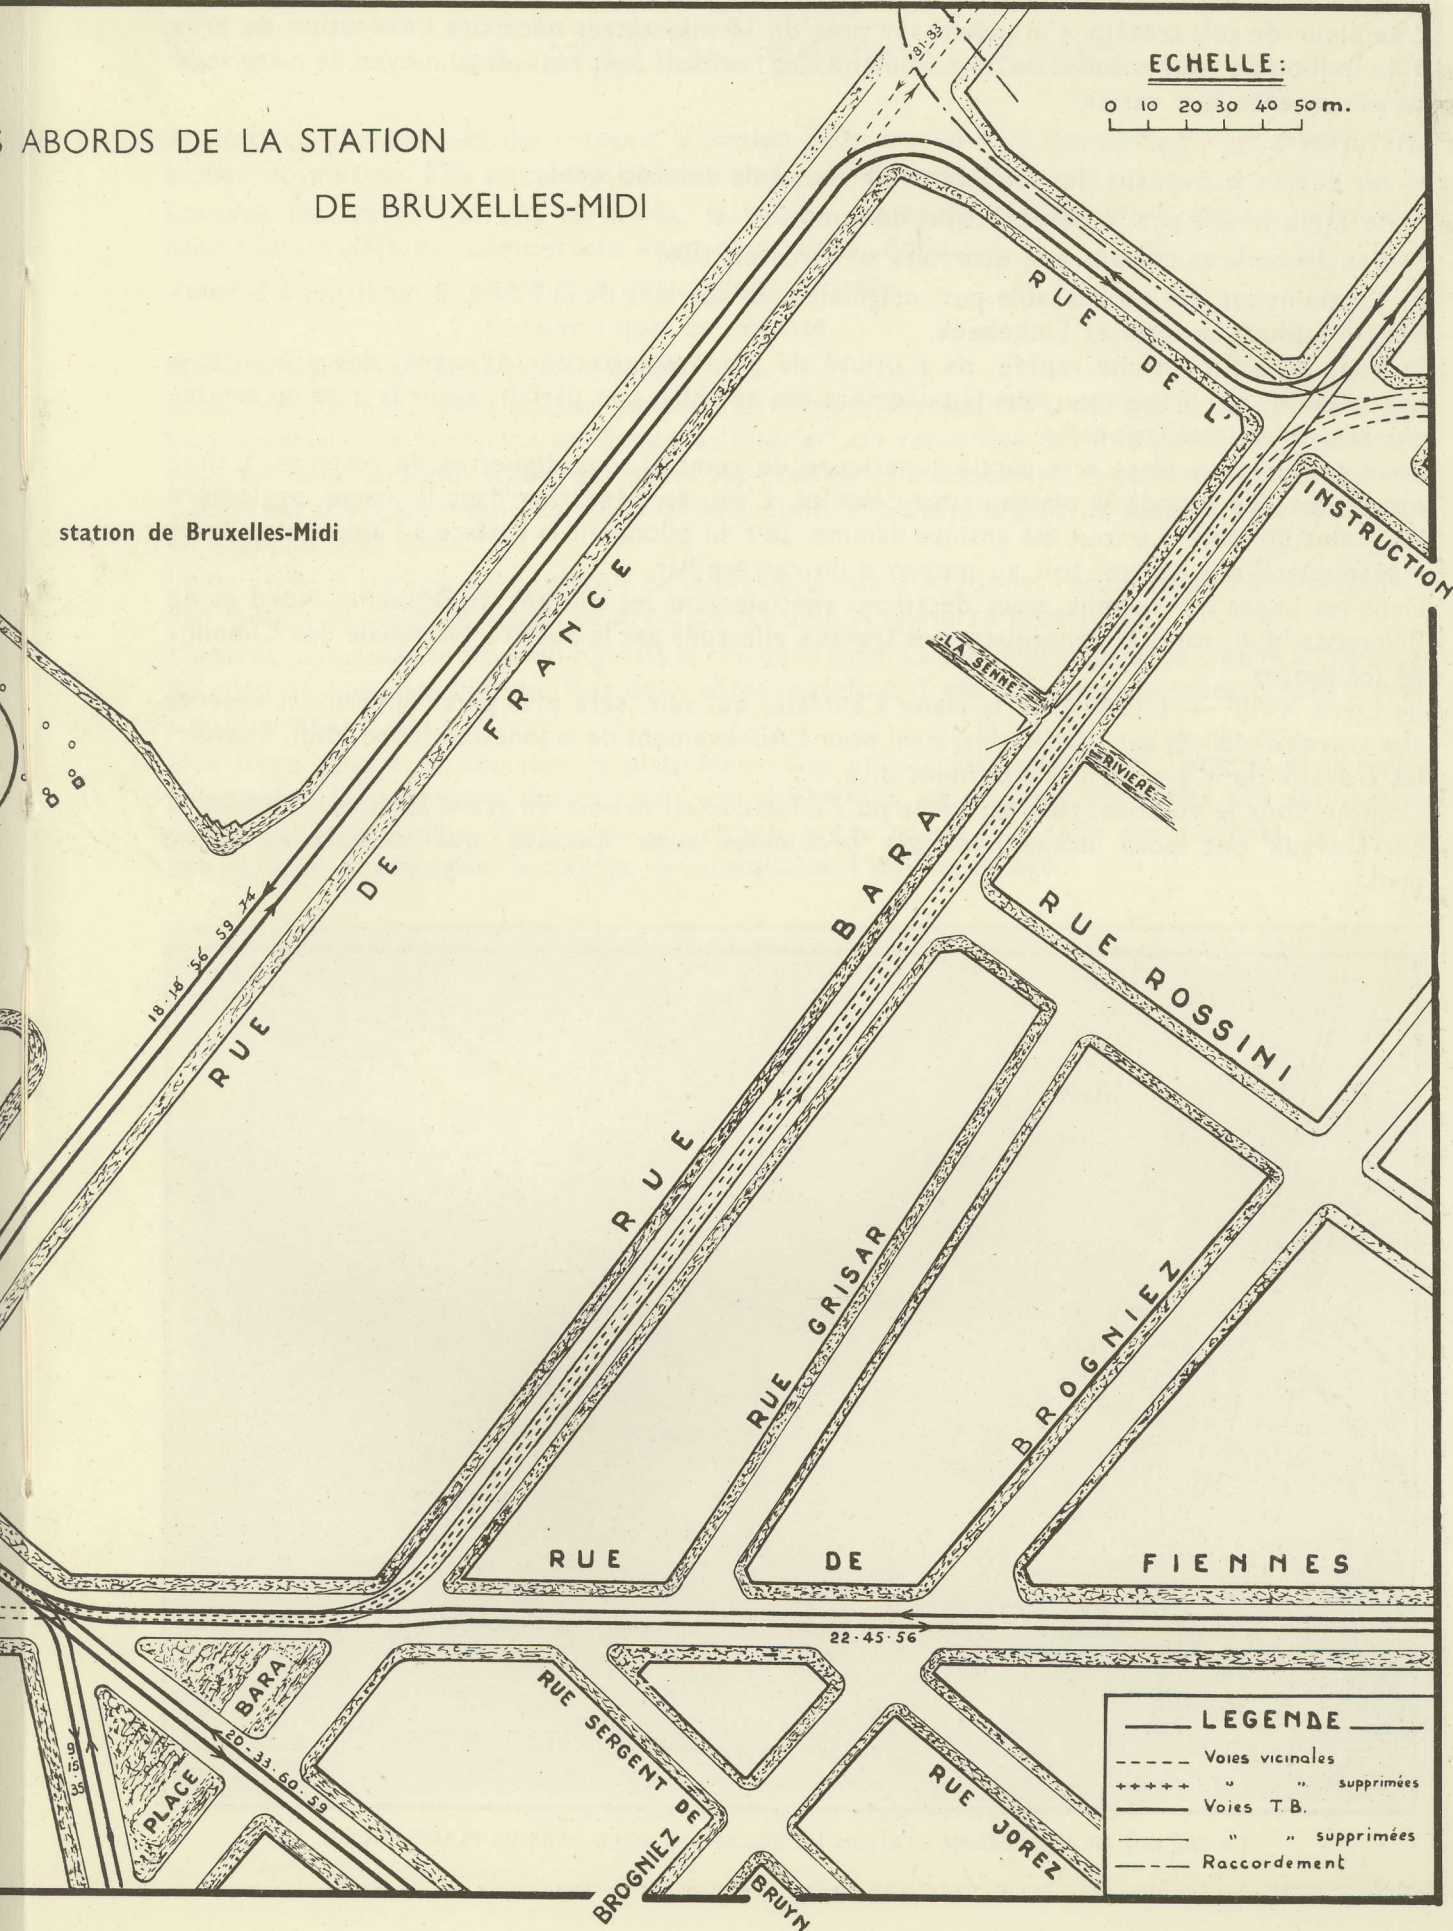 ECHELLE:
0 10 20 30 40 50 m.
ABORDS DE LA STATION
DE BRUXELLES-MIDI
81·83
RUE DE L'
INSTRUCTION
station de Bruxelles-Midi
RUE DE FRANCE
LA SENNE
RIVIERE
RUE BARA
RUE ROSSINI
18·18 56 59 14
RUE GRISAR
BROGNIEZ
RUE DE FIENNES
22·45·56
BARA
PLACE
9
15
35
20·33·60·59
RUE SERGENT DE
BRUYN
BROGNIEZ
RUE JOREZ
LEGENDE
Voies vicinales
" " supprimées
Voies T.B.
" " supprimées
Raccordement